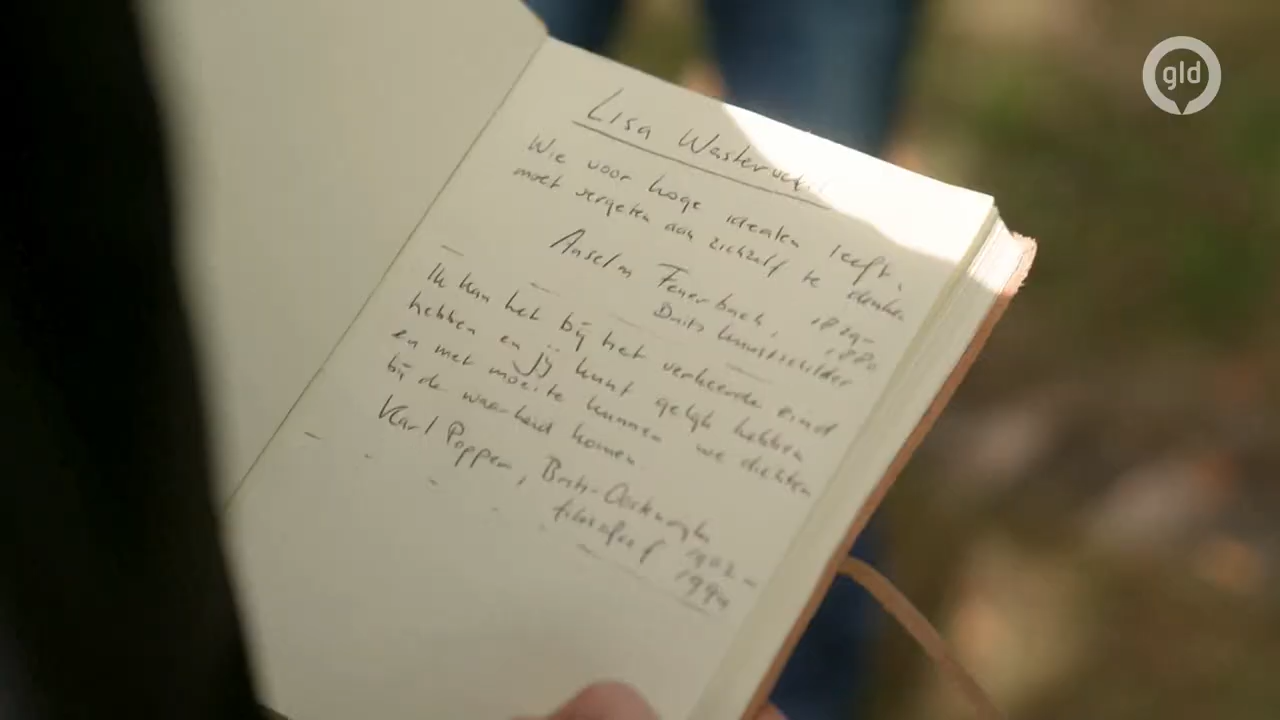 gld
Lisa Westerveld
Wie voor hoge idealen leeft,
moet vergeten aan zichzelf te denken
Anselm Feuerbach, 1829-
1880
Duits kunstschilder
Ik kan het bij het verkeerde eind
hebben en jij kunt gelijk hebben
en met moeite kunnen we dichter
bij de waarheid komen.
Karl Popper, Brits-Oostenrijks
filosoof 1902-
1994